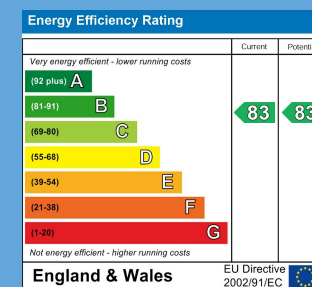 Energy Efficiency Rating
Current Potenti
Very energy efficient - lower running costs
(92 plus) A
(81-91) B
83 83
(69-80) C
(55-68) D
(39-54) E
(21-38) F
(1-20) G
Not energy efficient - higher running costs
England & Wales
EU Directive
2002/91/EC